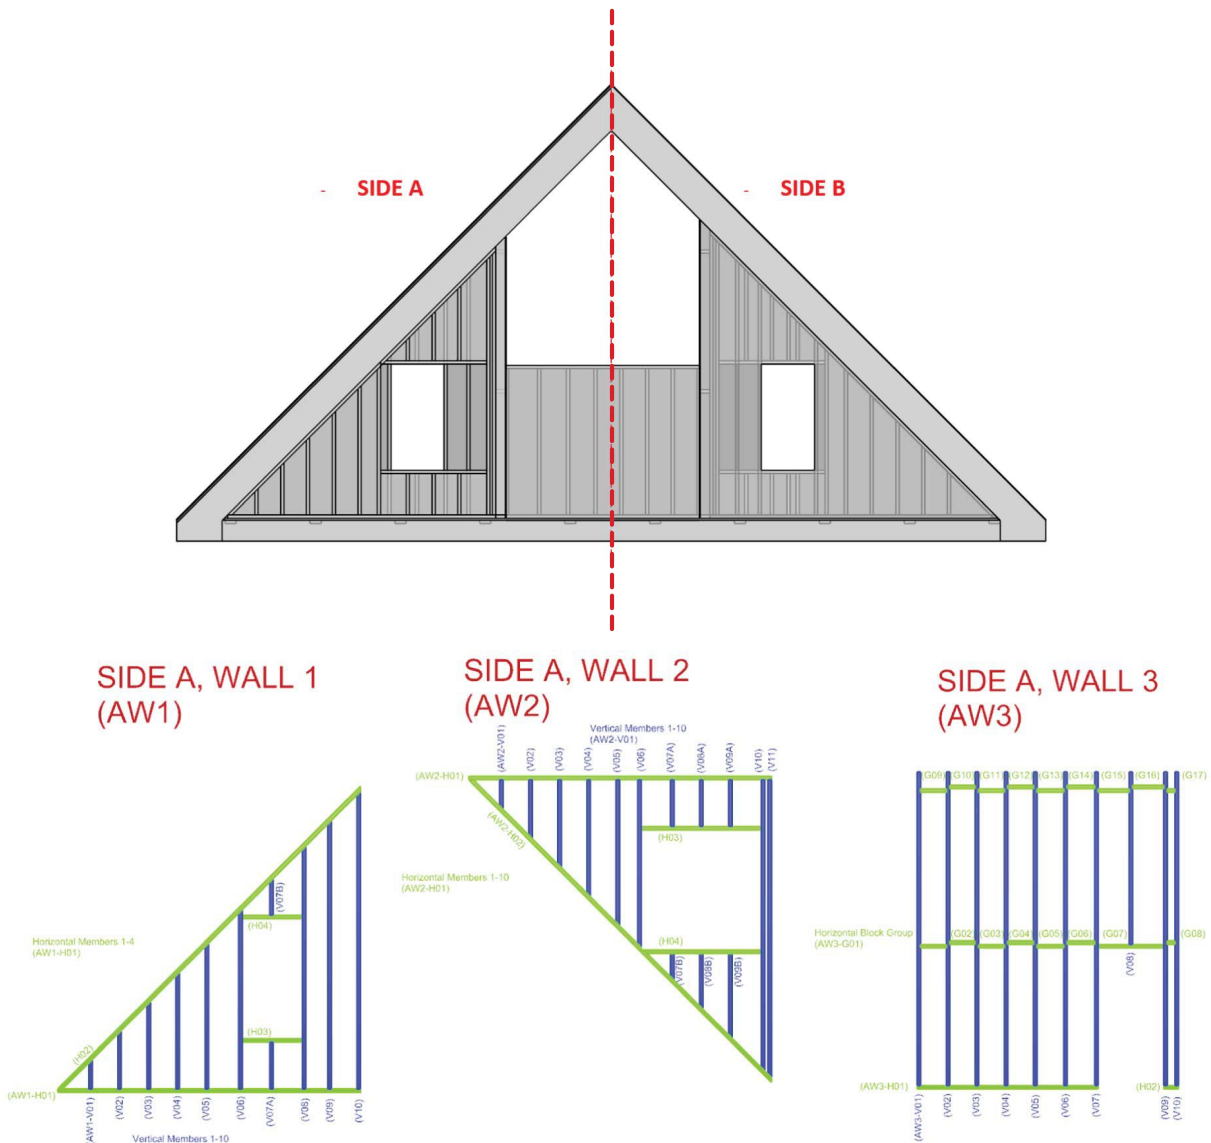 - SIDE A
- SIDE B
SIDE A, WALL 1
(AW1)
(V07B)
(H04)
Horizontal Members 1-4
(AW1-H01)
(H03)
(H02)
(AW1-H01)
(AW1-V01)
(V02)
(V03)
(V04)
(V05)
(V06)
(V07A)
(V08)
(V09)
(V10)
Vertical Members 1-10
SIDE A, WALL 2
(AW2)
Vertical Members 1-10
(AW2-V01)
(AW2-V01)
(V02)
(V03)
(V04)
(V05)
(V06)
(V07A)
(V08A)
(V09A)
(V10)
(V11)
(AW2-H01)
(AW2-H02)
(H03)
Horizontal Members 1-10
(AW2-H01)
(H04)
(V07B)
(V08B)
(V09B)
SIDE A, WALL 3
(AW3)
(G09)
(G10)
(G11)
(G12)
(G13)
(G14)
(G15)
(G16)
(G17)
Horizontal Block Group
(AW3-G01)
(G02)
(G03)
(G04)
(G05)
(G06)
(G07)
(G08)
(V08)
(AW3-H01)
(H02)
(AW3-V01)
(V02)
(V03)
(V04)
(V05)
(V06)
(V07)
(V09)
(V10)